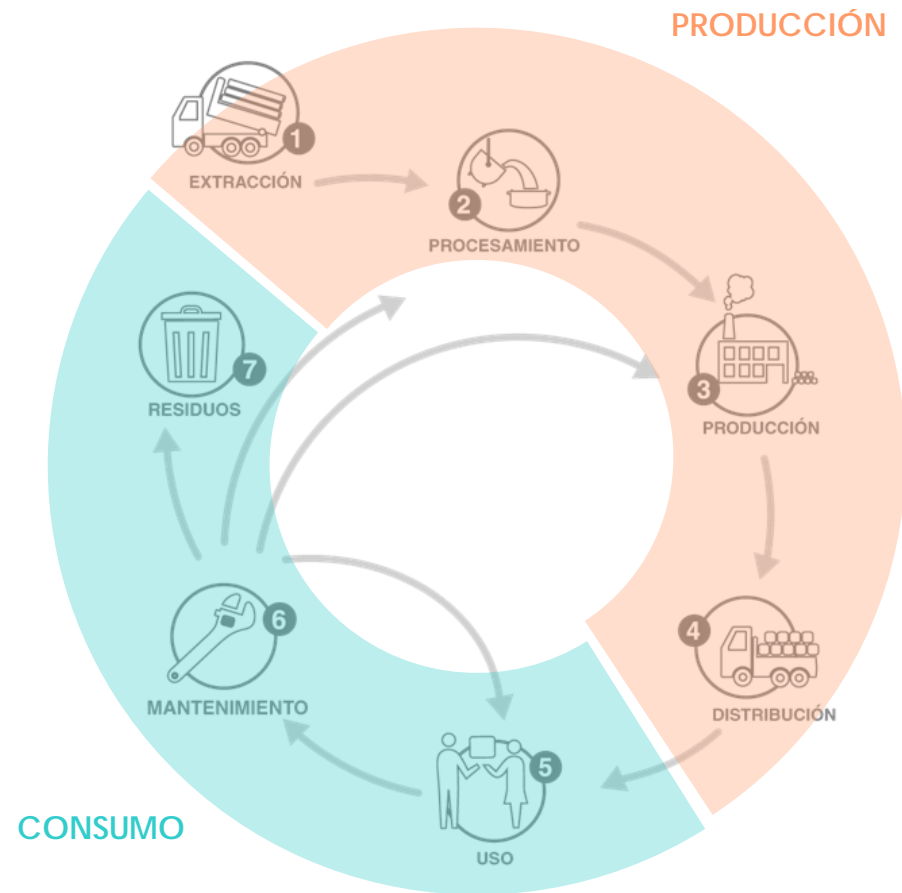 PRODUCCIÓN
1
EXTRACCIÓN
2
PROCESAMIENTO
3
PRODUCCIÓN
4
DISTRIBUCIÓN
5
USO
6
MANTENIMIENTO
7
RESIDUOS
CONSUMO